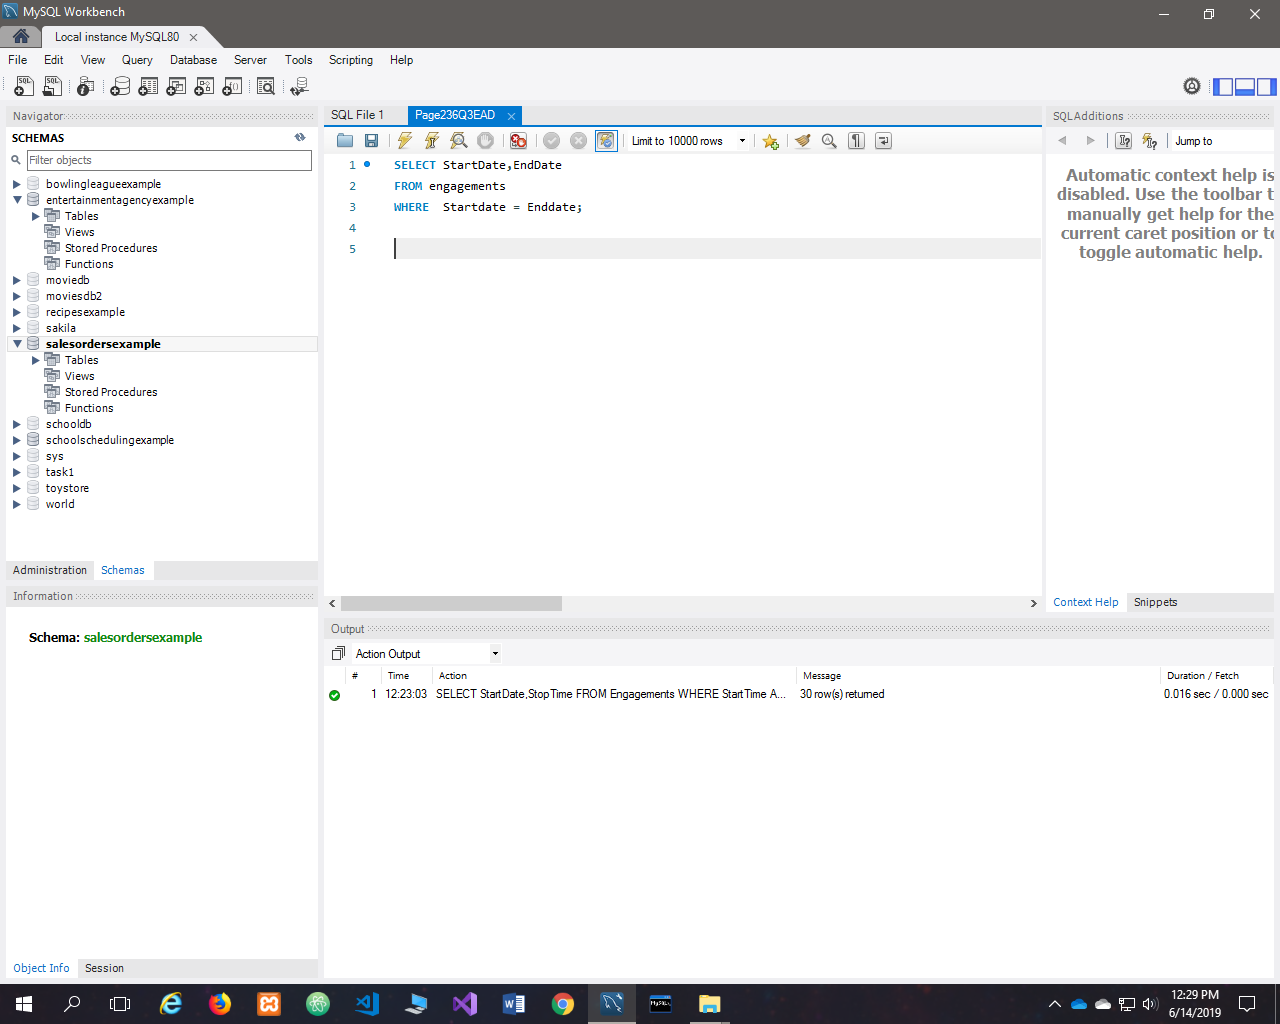 MySQL Workbench
Local instance MySQL80
File Edit View Query Database Server Tools Scripting Help
Navigator
SCHEMAS
Filter objects
bowlingleagueexample
entertainmentagencyexample
Tables
Views
Stored Procedures
Functions
moviedb
moviesdb2
recipesexample
sakila
salesordersexample
Tables
Views
Stored Procedures
Functions
schooldb
schoolschedulingexample
sys
task1
toystore
world
Administration Schemas
Information
Schema: salesordersexample
Object Info Session
SQL File 1 Page236Q3EAD
Limit to 10000 rows
1 SELECT StartDate,EndDate
2 FROM engagements
3 WHERE  Startdate = Enddate;
4
5
SQLAdditions
Jump to
Automatic context help is
disabled. Use the toolbar t
manually get help for the
current caret position or to
toggle automatic help.
Context Help Snippets
Output
Action Output
# Time Action Message Duration / Fetch
1 12:23:03 SELECT StartDate,StopTime FROM Engagements WHERE StartTime A... 30 row(s) returned 0.016 sec / 0.000 sec
12:29 PM
6/14/2019